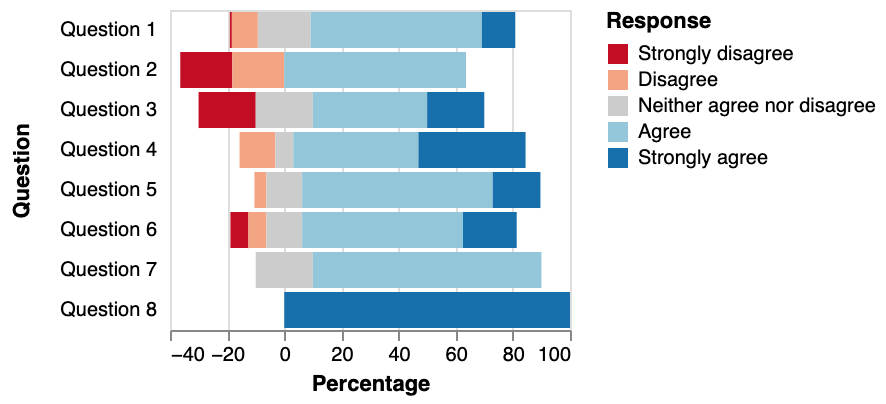 Question 1
Question 2
Question 3
Question 4
Question 5
Question 6
Question 7
Question 8
Question
−40 −20 0 20 40 60 80 100
Percentage
Response
Strongly disagree
Disagree
Neither agree nor disagree
Agree
Strongly agree